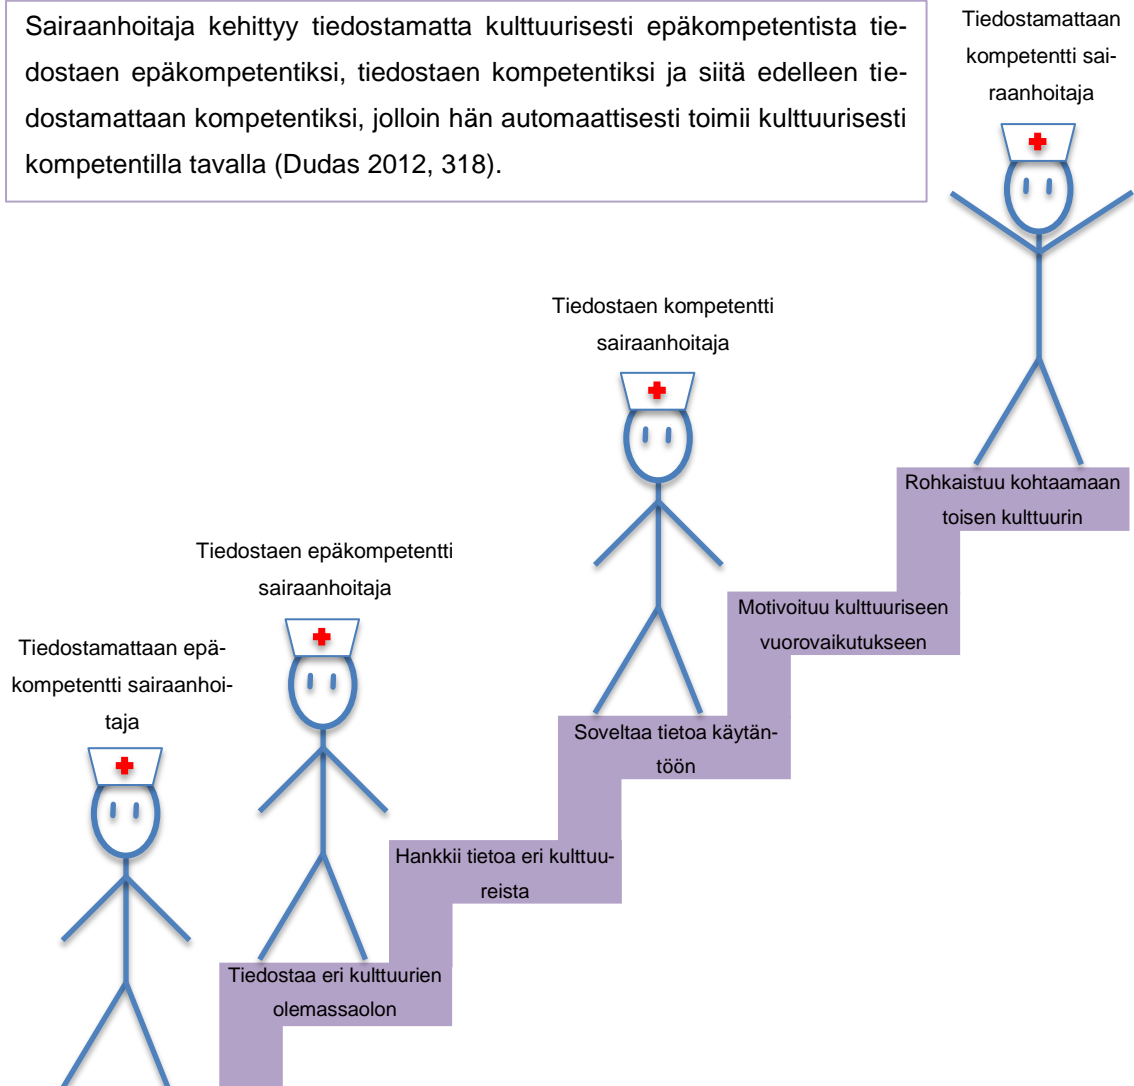 Sairaanhoitaja kehittyy tiedostamatta kulttuurisesti epäkompetentista tie-
dostaen epäkompetentiksi, tiedostaen kompetentiksi ja siitä edelleen tie-
dostamattaan kompetentiksi, jolloin hän automaattisesti toimii kulttuurisesti
kompetentilla tavalla (Dudas 2012, 318).
Tiedostamattaan
kompetentti sai-
raanhoitaja
Tiedostaen kompetentti
sairaanhoitaja
Rohkaistuu kohtaamaan
toisen kulttuurin
Tiedostaen epäkompetentti
sairaanhoitaja
Motivoituu kulttuuriseen
vuorovaikutukseen
Tiedostamattaan epä-
kompetentti sairaanhoi-
taja
Soveltaa tietoa käytän-
töön
Hankkii tietoa eri kulttuu-
reista
Tiedostaa eri kulttuurien
olemassaolon